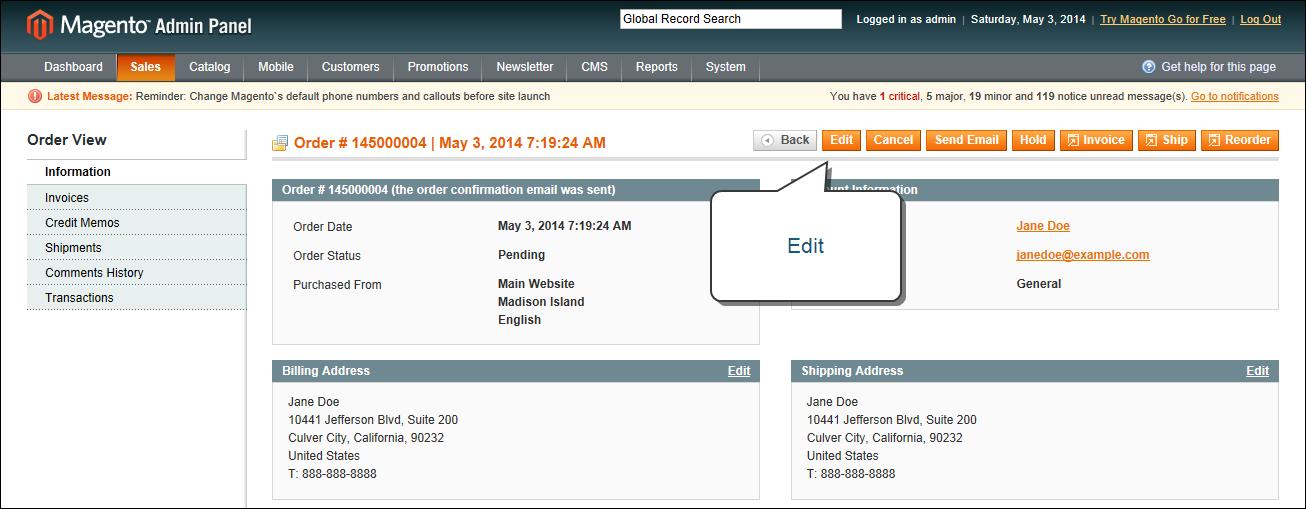 Magento™ Admin Panel
Global Record Search
Logged in as admin | Saturday, May 3, 2014 | Try Magento Go for Free | Log Out
Dashboard Sales Catalog Mobile Customers Promotions Newsletter CMS Reports System
Get help for this page
Latest Message: Reminder: Change Magento`s default phone numbers and callouts before site launch
You have 1 critical, 5 major, 19 minor and 119 notice unread message(s). Go to notifications
Order View
Information
Invoices
Credit Memos
Shipments
Comments History
Transactions
Order # 145000004 | May 3, 2014 7:19:24 AM
Back Edit Cancel Send Email Hold Invoice Ship Reorder
Order # 145000004 (the order confirmation email was sent)
Order Date May 3, 2014 7:19:24 AM
Order Status Pending
Purchased From Main Website
Madison Island
English
Information
Jane Doe
janedoe@example.com
General
Edit
Billing Address Edit
Jane Doe
10441 Jefferson Blvd, Suite 200
Culver City, California, 90232
United States
T: 888-888-8888
Shipping Address Edit
Jane Doe
10441 Jefferson Blvd, Suite 200
Culver City, California, 90232
United States
T: 888-888-8888